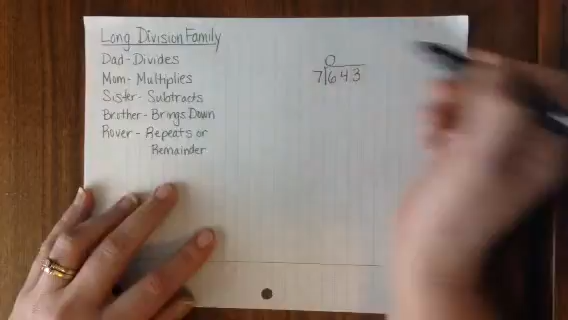 Long Division Family
Dad- Divides
Mom- Multiplies
Sister- Subtracts
Brother- Brings Down
Rover- Repeats or
Remainder
0
7 643